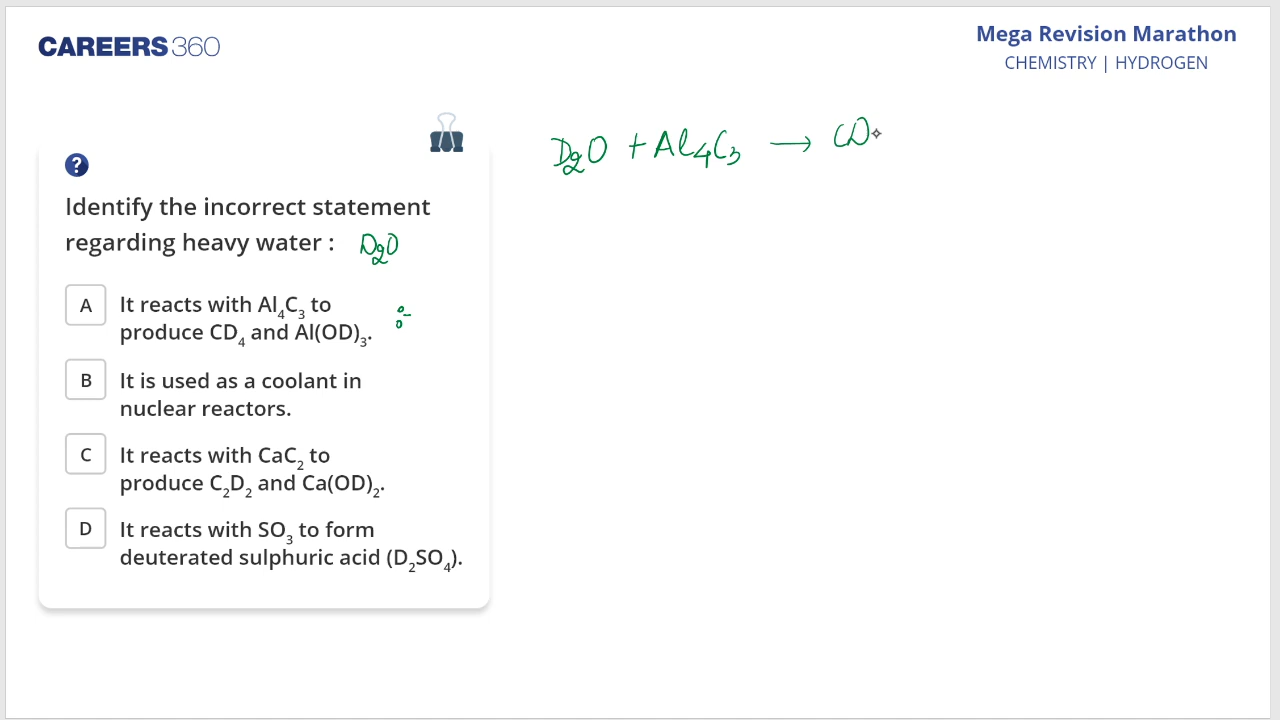 CAREERS360
Mega Revision Marathon
CHEMISTRY | HYDROGEN
D₂O + Al₄C₃ → CD
?
Identify the incorrect statement
regarding heavy water : D₂O
A It reacts with Al₄C₃ to
produce CD₄ and Al(OD)₃.
B It is used as a coolant in
nuclear reactors.
C It reacts with CaC₂ to
produce C₂D₂ and Ca(OD)₂.
D It reacts with SO₃ to form
deuterated sulphuric acid (D₂SO₄).